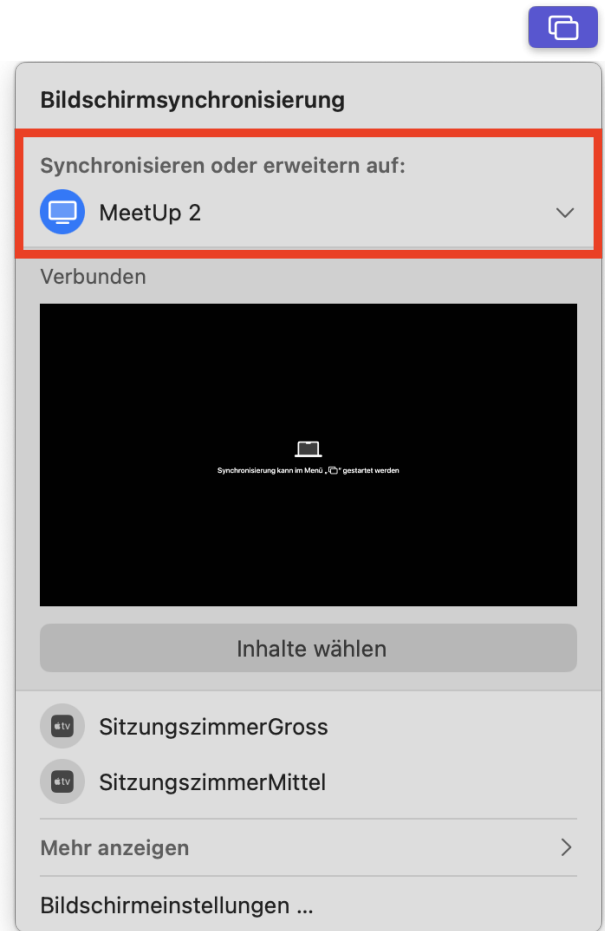 Bildschirmsynchronisierung
Synchronisieren oder erweitern auf:
MeetUp 2
Verbunden
Synchronisierung kann im Menü „“ gestartet werden
Inhalte wählen
tv SitzungszimmerGross
tv SitzungszimmerMittel
Mehr anzeigen
Bildschirmeinstellungen ...